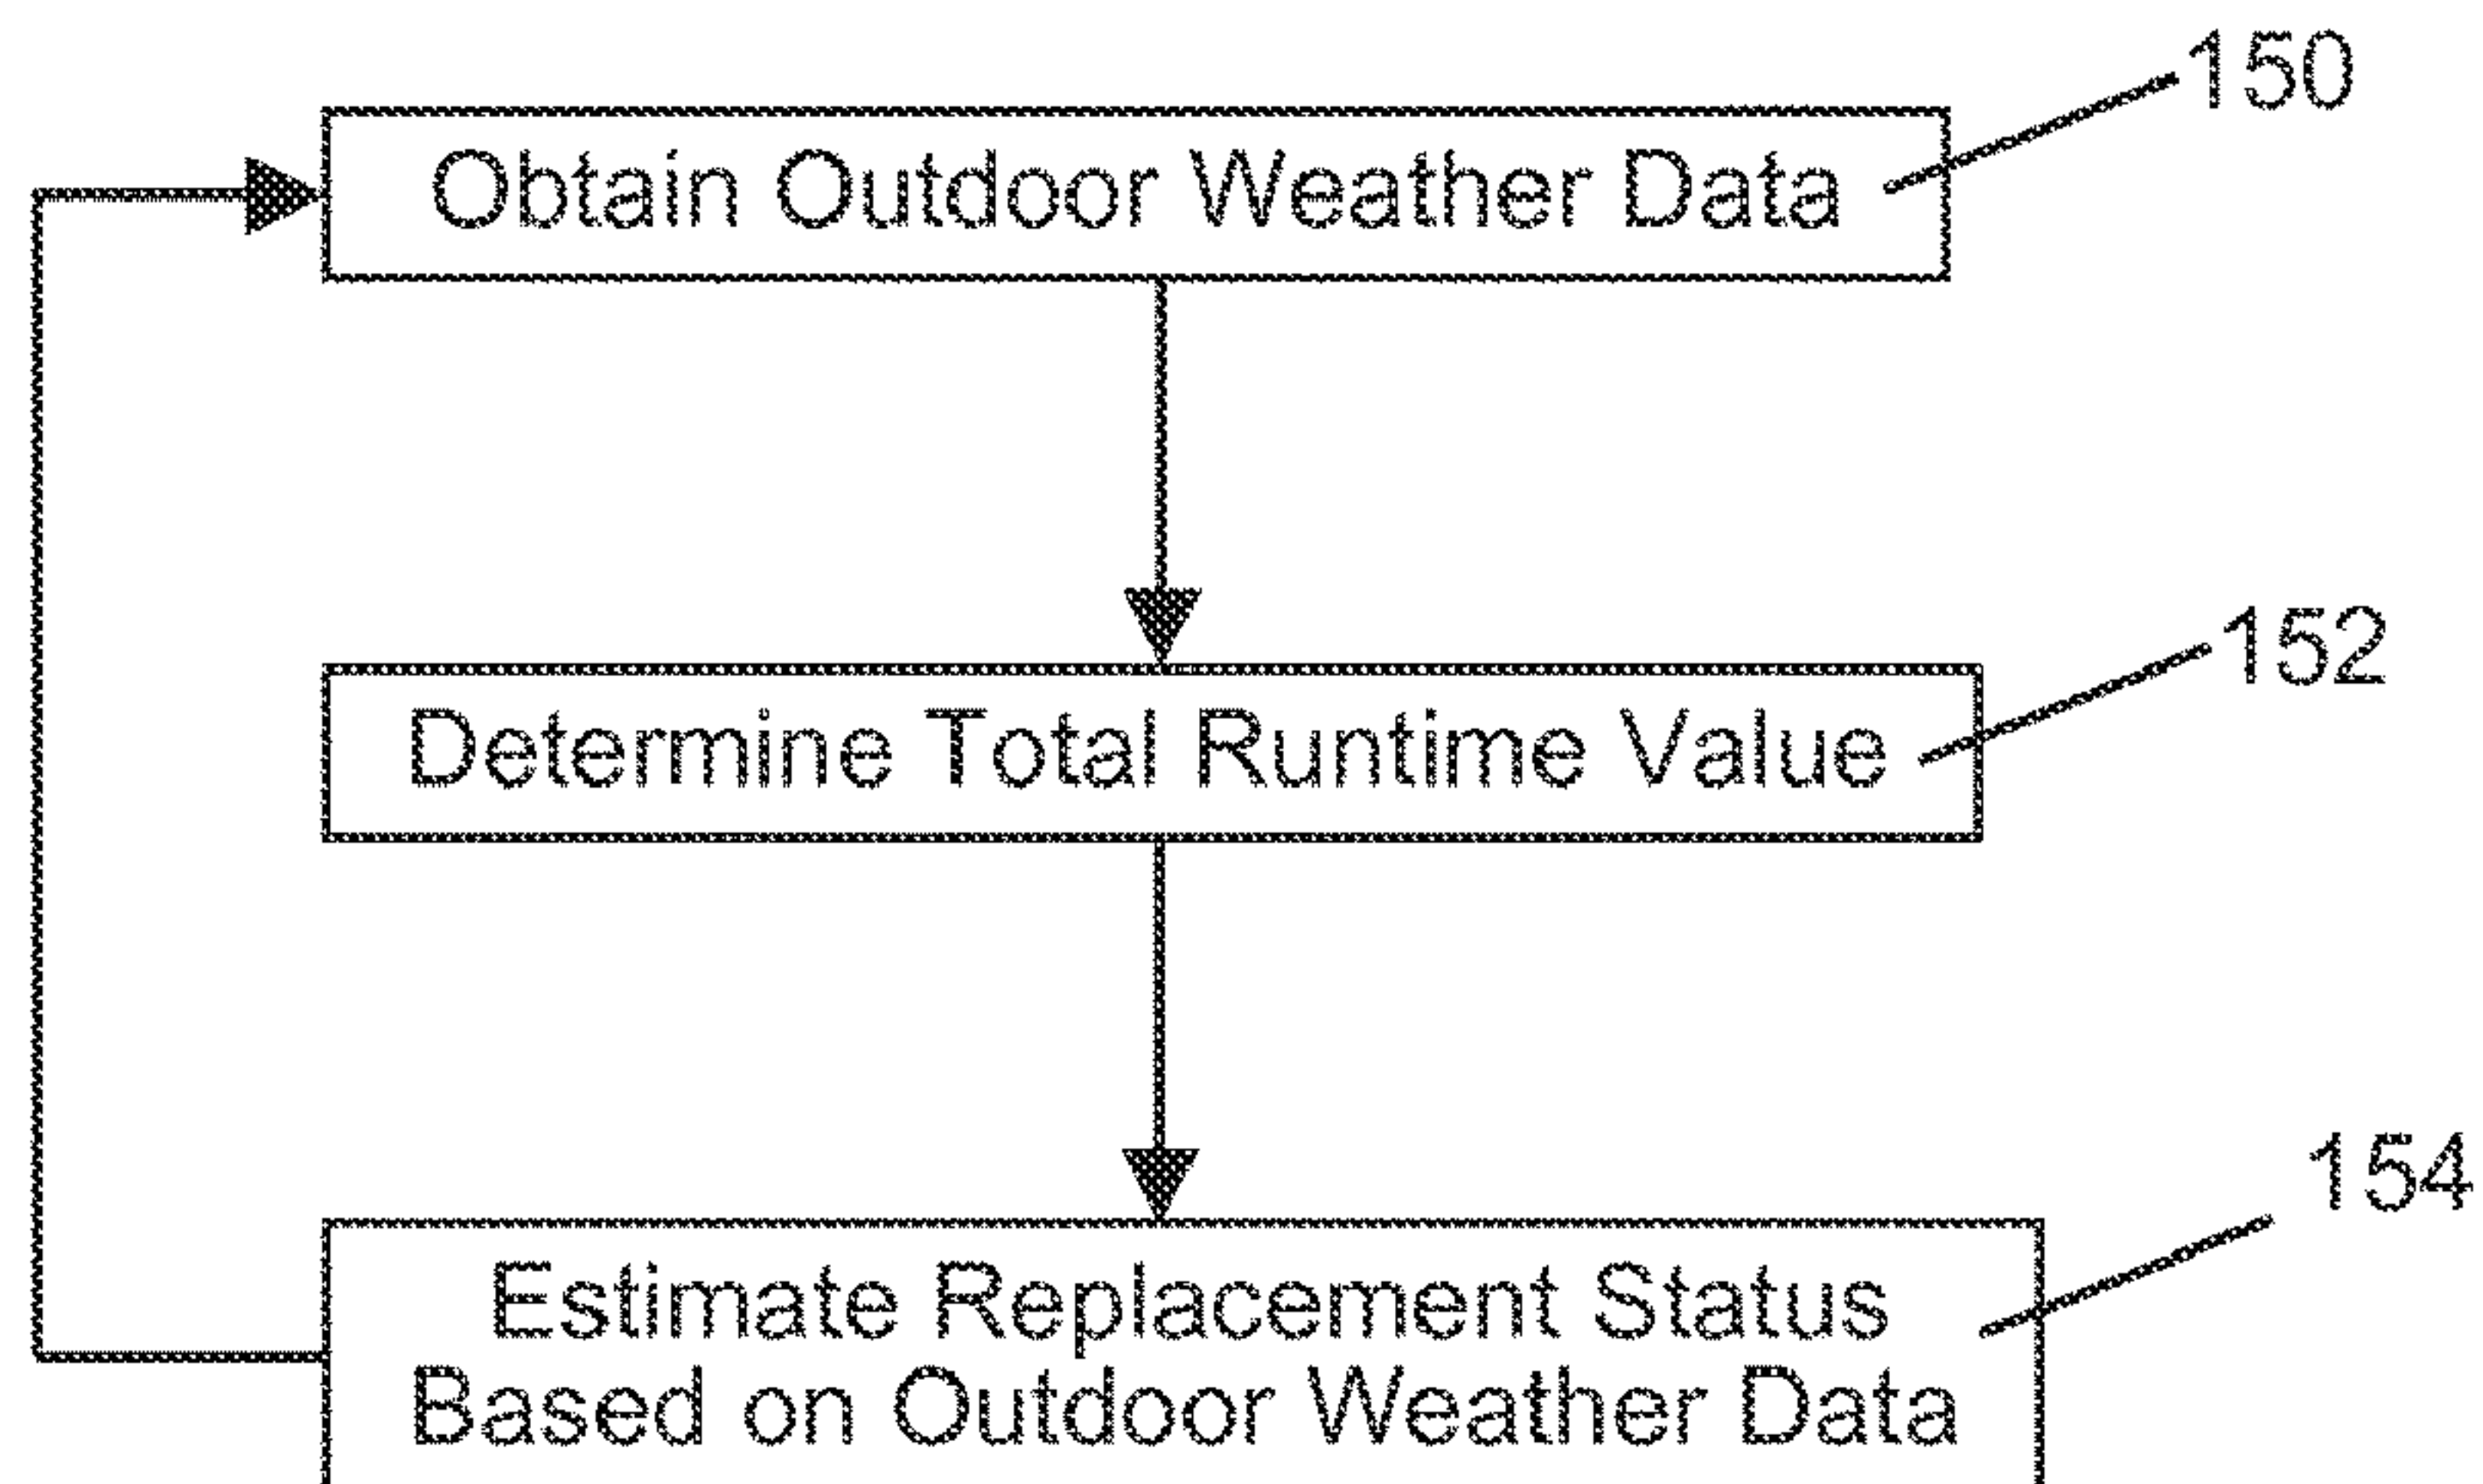 150
Obtain Outdoor Weather Data
152
Determine Total Runtime Value
154
Estimate Replacement Status
Based on Outdoor Weather Data